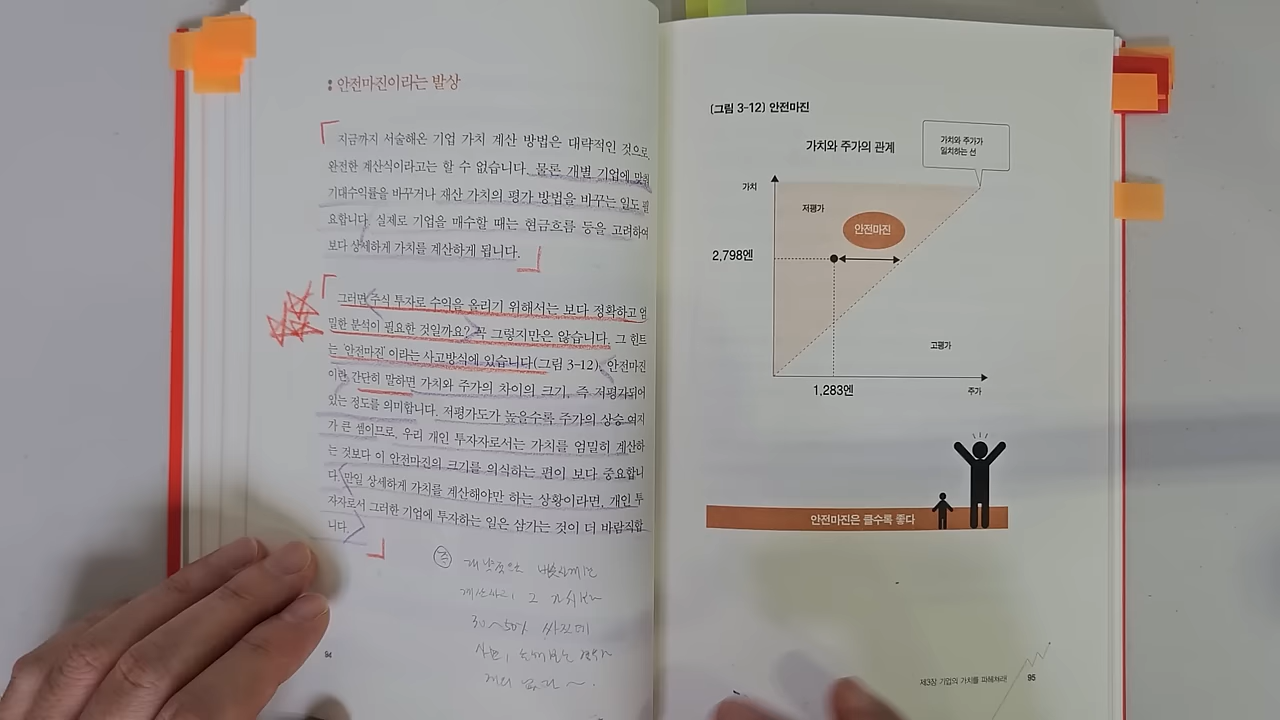 안전마진이라는 발상
지금까지 서술해온 기업 가치 계산 방법은 대략적인 것으로,
완전한 계산식이라고는 할 수 없습니다. 물론 개별 기업에 맞춰
기대수익률을 바꾸거나 재산 가치의 평가 방법을 바꾸는 일도 필
요합니다. 실제로 기업을 매수할 때는 현금흐름 등을 고려하여
보다 상세하게 가치를 계산하게 됩니다.
그러면 주식 투자로 수익을 올리기 위해서는 보다 정확하고 엄
밀한 분석이 필요한 것일까요? 꼭 그렇지만은 않습니다. 그 힌트
는 '안전마진'이라는 사고방식에 있습니다(그림 3-12). 안전마진
이란 간단히 말하면 가치와 주가의 차이의 크기, 즉 저평가되어
있는 정도를 의미합니다. 저평가도가 높을수록 주가의 상승 여지
가 큰 셈이므로, 우리 개인 투자자로서는 가치를 엄밀히 계산하
는 것보다 이 안전마진의 크기를 의식하는 편이 보다 중요합니
다. 만일 상세하게 가치를 계산해야만 하는 상황이라면, 개인 투
자자로서 그러한 기업에 투자하는 일은 삼가는 것이 더 바람직합
니다.
계산하고, 그 가치보다
30~50% 싸진데
94
(그림 3-12) 안전마진
가치와 주가의 관계
가치와 주가가
일치하는 선
가치
저평가
안전마진
2,798엔
고평가
1,283엔
주가
안전마진은 클수록 좋다
제3장 기업의 가치를 파헤쳐라!
95